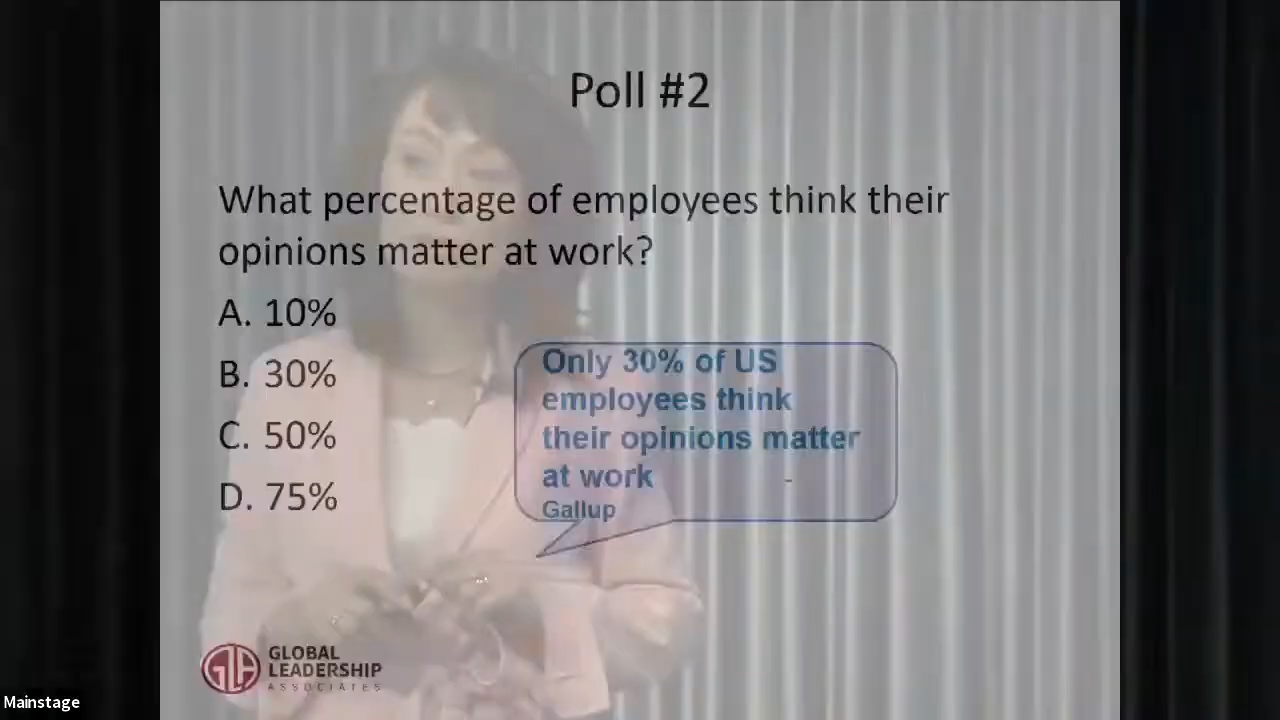 Poll #2
What percentage of employees think their
opinions matter at work?
A. 10%
B. 30%
C. 50%
D. 75%
Only 30% of US
employees think
their opinions matter
at work
Gallup
GLA
GLOBAL
LEADERSHIP
ASSOCIATES
Mainstage